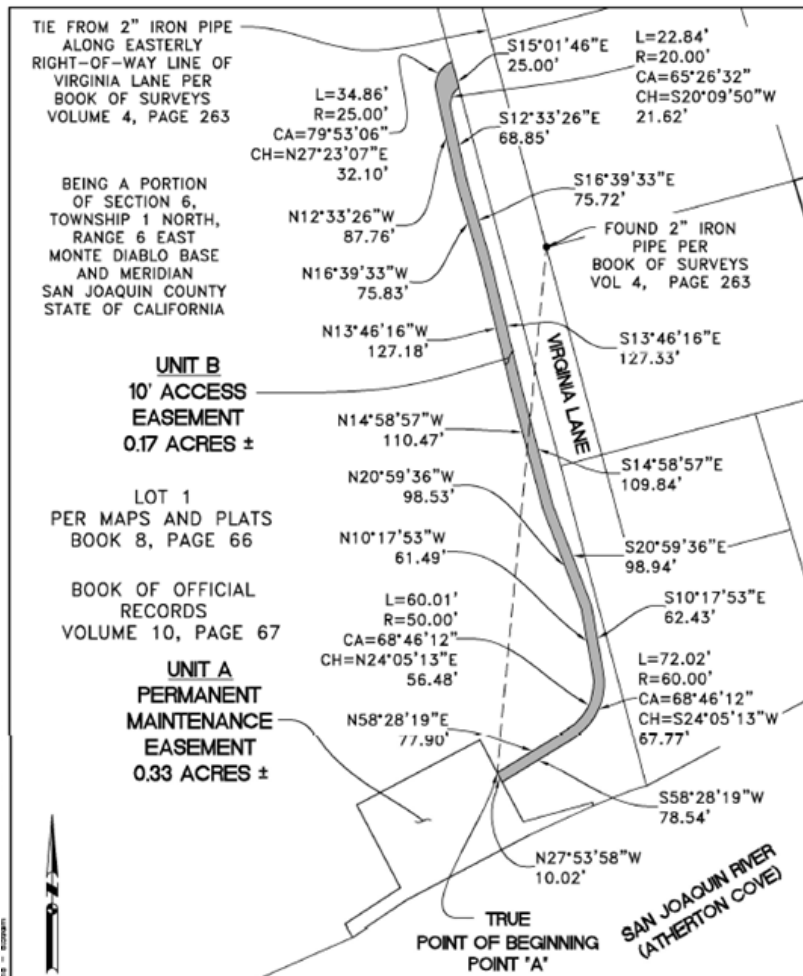 TIE FROM 2" IRON PIPE
ALONG EASTERLY
RIGHT-OF-WAY LINE OF
VIRGINIA LANE PER
BOOK OF SURVEYS
VOLUME 4, PAGE 263
S15°01'46"E
25.00'
L=22.84'
R=20.00'
CA=65°26'32"
CH=S20°09'50"W
21.62'
L=34.86'
R=25.00'
CA=79°53'06"
CH=N27°23'07"E
32.10'
S12°33'26"E
68.85'
BEING A PORTION
OF SECTION 6,
TOWNSHIP 1 NORTH,
RANGE 6 EAST
MONTE DIABLO BASE
AND MERIDIAN
SAN JOAQUIN COUNTY
STATE OF CALIFORNIA
S16°39'33"E
75.72'
N12°33'26"W
87.76'
FOUND 2" IRON
PIPE PER
BOOK OF SURVEYS
VOL 4, PAGE 263
N16°39'33"W
75.83'
N13°46'16"W
127.18'
S13°46'16"E
127.33'
VIRGINIA LANE
UNIT B
10' ACCESS
EASEMENT
0.17 ACRES ±
N14°58'57"W
110.47'
S14°58'57"E
109.84'
N20°59'36"W
98.53'
LOT 1
PER MAPS AND PLATS
BOOK 8, PAGE 66
N10°17'53"W
61.49'
S20°59'36"E
98.94'
BOOK OF OFFICIAL
RECORDS
VOLUME 10, PAGE 67
L=60.01'
R=50.00'
CA=68°46'12"
CH=N24°05'13"E
56.48'
S10°17'53"E
62.43'
L=72.02'
R=60.00'
CA=68°46'12"
CH=S24°05'13"W
67.77'
UNIT A
PERMANENT
MAINTENANCE
EASEMENT
0.33 ACRES ±
N58°28'19"E
77.90'
S58°28'19"W
78.54'
N27°53'58"W
10.02'
TRUE
POINT OF BEGINNING
POINT "A"
SAN JOAQUIN RIVER
(ATHERTON COVE)
N